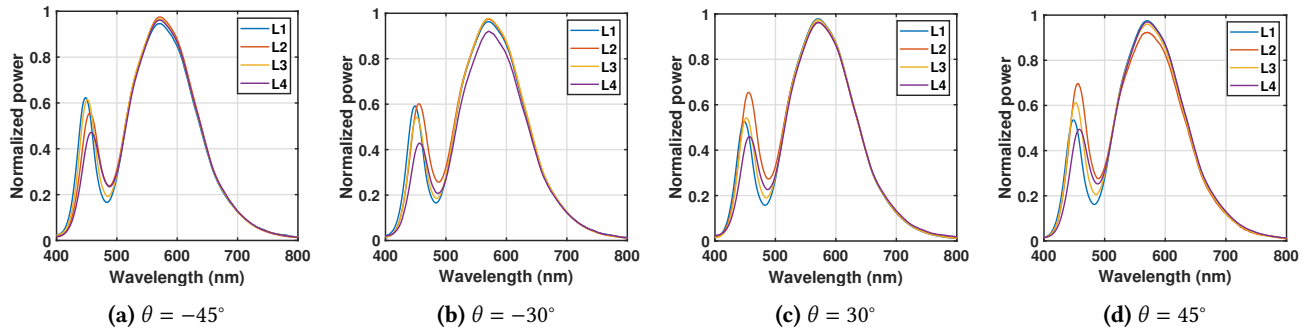 Normalized power
1
0.8
0.6
0.4
0.2
0
400 500 600 700 800
Wavelength (nm)
L1
L2
L3
L4
(a) θ = −45°
Normalized power
1
0.8
0.6
0.4
0.2
0
400 500 600 700 800
Wavelength (nm)
L1
L2
L3
L4
(b) θ = −30°
Normalized power
1
0.8
0.6
0.4
0.2
0
400 500 600 700 800
Wavelength (nm)
L1
L2
L3
L4
(c) θ = 30°
Normalized power
1
0.8
0.6
0.4
0.2
0
400 500 600 700 800
Wavelength (nm)
L1
L2
L3
L4
(d) θ = 45°